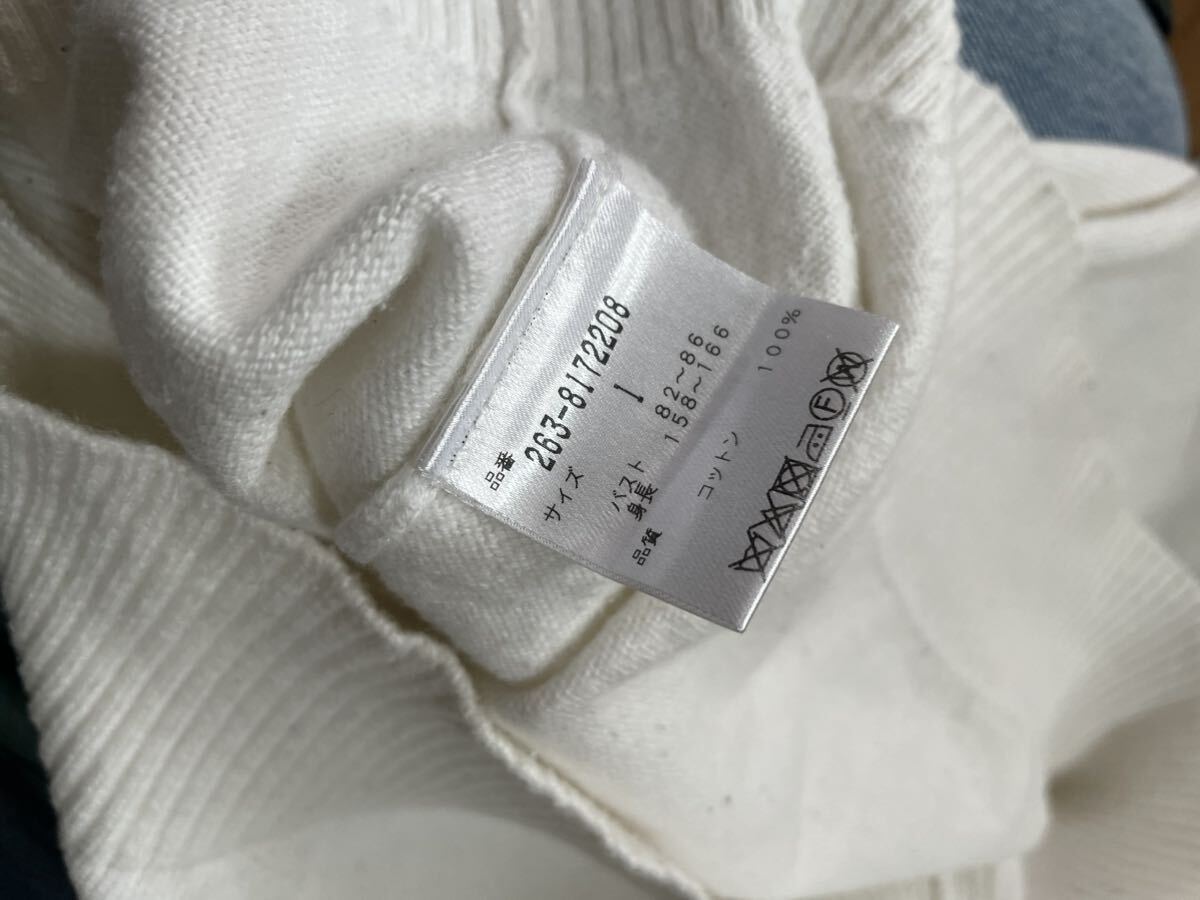 品番
263-8172208
サイズ 1
バスト 82~86
身長 158~166
品質
コットン 100%
F
W